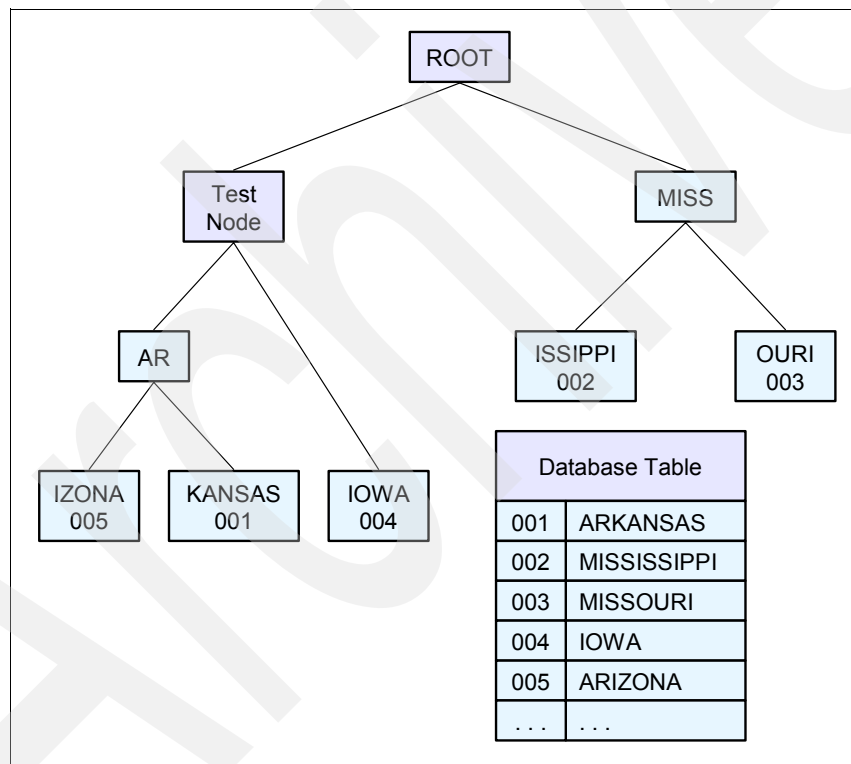 ROOT
Test
Node
MISS
AR
ISSIPPI
002
OURI
003
IZONA
005
KANSAS
001
IOWA
004
Database Table
001 ARKANSAS
002 MISSISSIPPI
003 MISSOURI
004 IOWA
005 ARIZONA
. . . . . .